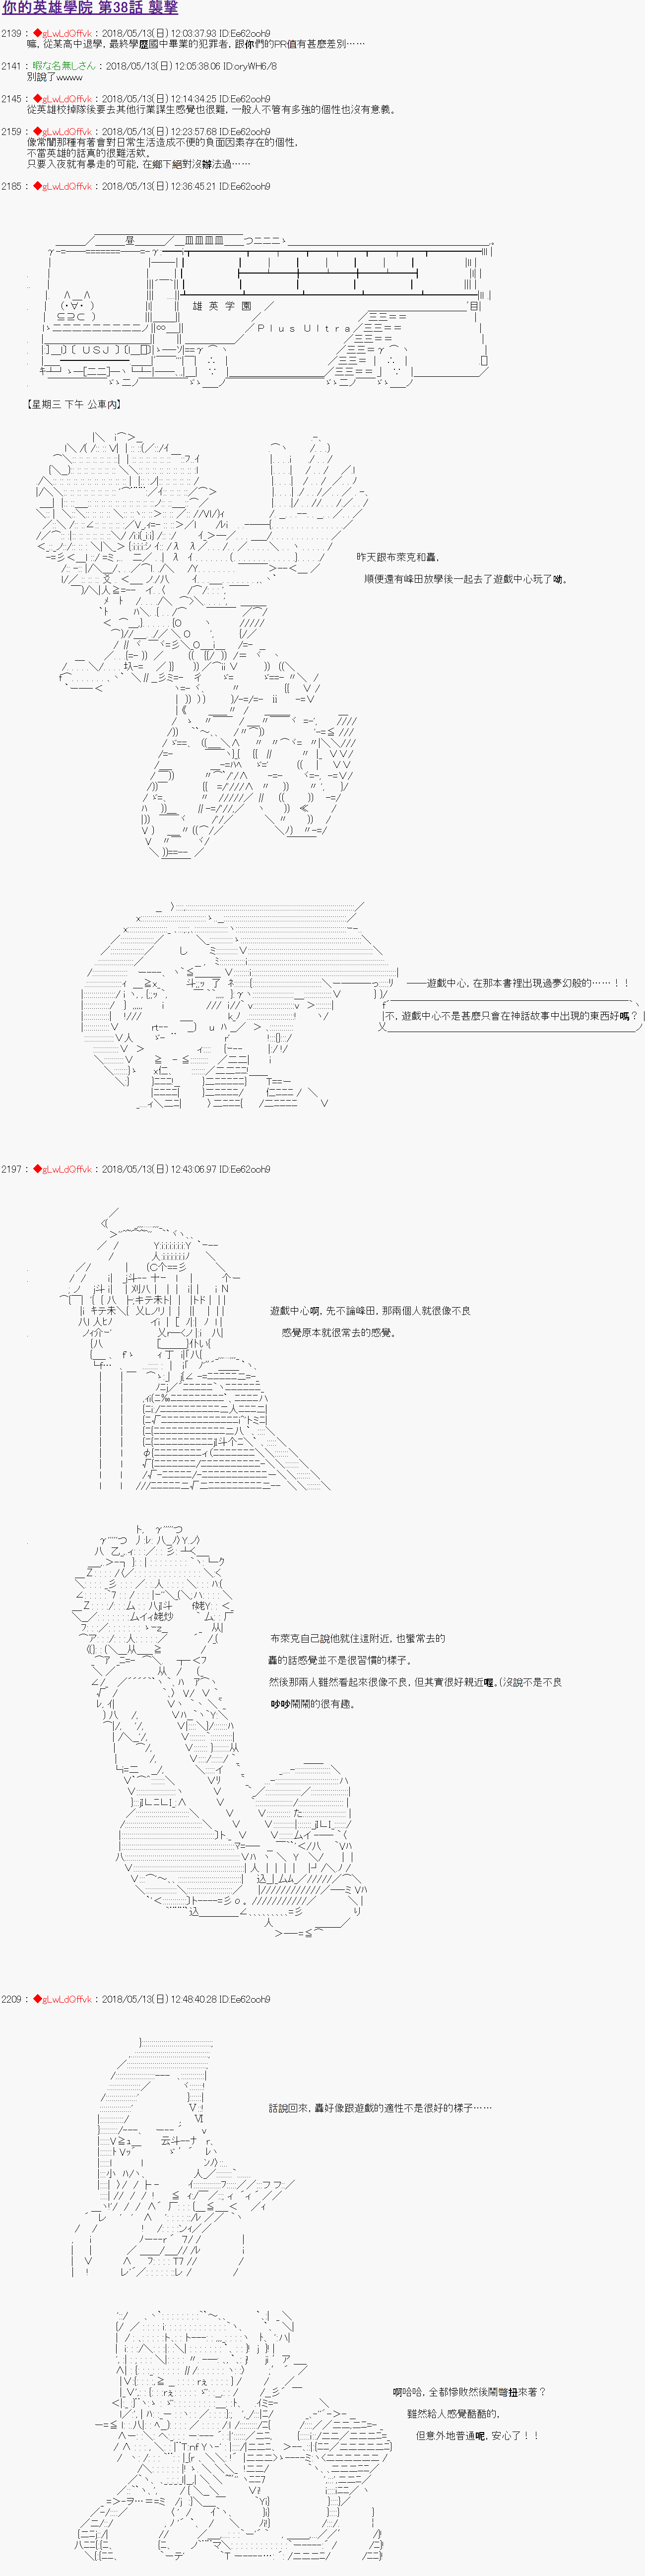 你的英雄學院 第38話 襲擊
2139 : ◆gLwLdQffvk : 2018/05/13(日) 12:03:37.93 ID:Ee62ooh9
嘛，從某高中退學，最終學歷國中畢業的犯罪者，跟你們的PR值有甚麼差別……
2141 : 暇な名無しさん : 2018/05/13(日) 12:05:38.06 ID:oryWH6/8
別說了wwww
2145 : ◆gLwLdQffvk : 2018/05/13(日) 12:14:34.25 ID:Ee62ooh9
從英雄校掉隊後要去其他行業謀生感覺也很難，一般人不管有多強的個性也沒有意義。
2159 : ◆gLwLdQffvk : 2018/05/13(日) 12:23:57.68 ID:Ee62ooh9
像常闇那種有著會對日常生活造成不便的負面因素存在的個性，
不當英雄的話真的很難活欸。
只要入夜就有暴走的可能，在鄉下絕對沒辦法過……
2185 : ◆gLwLdQffvk : 2018/05/13(日) 12:36:45.21 ID:Ee62ooh9
雄 英 学 園
Ｐｌｕｓ Ｕｌｔｒａ
ＵＳＪ
【星期三 下午 公車內】
昨天跟布萊克和轟，
順便還有峰田放學後一起去了遊戲中心玩了呦。
──遊戲中心，在那本書裡出現過夢幻般的……！！
不，遊戲中心不是甚麼只會在神話故事中出現的東西好嗎？
2197 : ◆gLwLdQffvk : 2018/05/13(日) 12:43:06.97 ID:Ee62ooh9
遊戲中心啊，先不論峰田，那兩個人就很像不良
感覺原本就很常去的感覺。
布萊克自己說他就住這附近，也蠻常去的
轟的話感覺並不是很習慣的樣子。
然後那兩人雖然看起來很像不良，但其實很好親近喔。(沒說不是不良
吵吵鬧鬧的很有趣。
2209 : ◆gLwLdQffvk : 2018/05/13(日) 12:48:40.28 ID:Ee62ooh9
話說回來，轟好像跟遊戲的適性不是很好的樣子……
啊哈哈，全都慘敗然後鬧彆扭來著？
雖然給人感覺酷酷的，
但意外地普通呢，安心了！！